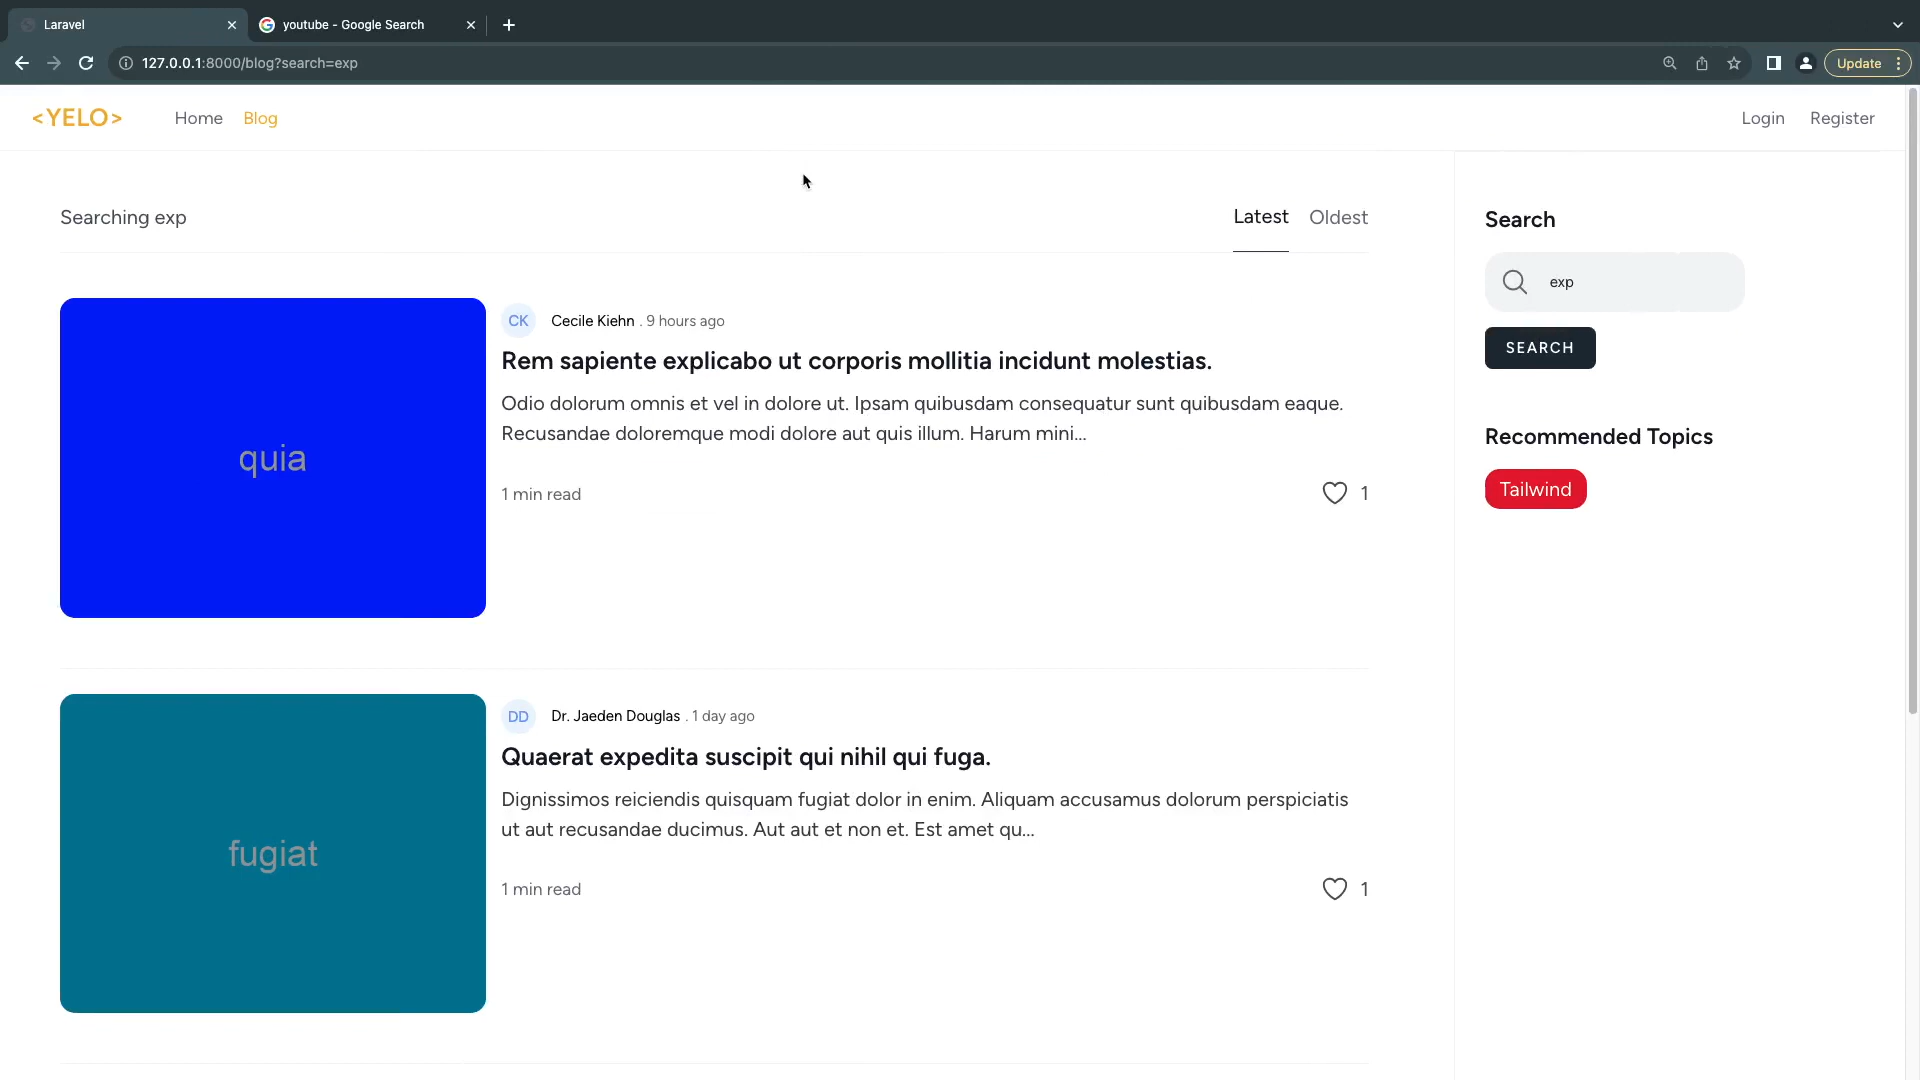 Laravel
youtube - Google Search
127.0.0.1:8000/blog?search=exp
Update
<YELO>
Home
Blog
Login
Register
Searching exp
Latest
Oldest
Search
exp
SEARCH
Recommended Topics
Tailwind
quia
CK
Cecile Kiehn . 9 hours ago
Rem sapiente explicabo ut corporis mollitia incidunt molestias.
Odio dolorum omnis et vel in dolore ut. Ipsam quibusdam consequatur sunt quibusdam eaque.
Recusandae doloremque modi dolore aut quis illum. Harum mini...
1 min read
1
fugiat
DD
Dr. Jaeden Douglas . 1 day ago
Quaerat expedita suscipit qui nihil qui fuga.
Dignissimos reiciendis quisquam fugiat dolor in enim. Aliquam accusamus dolorum perspiciatis
ut aut recusandae ducimus. Aut aut et non et. Est amet qu...
1 min read
1